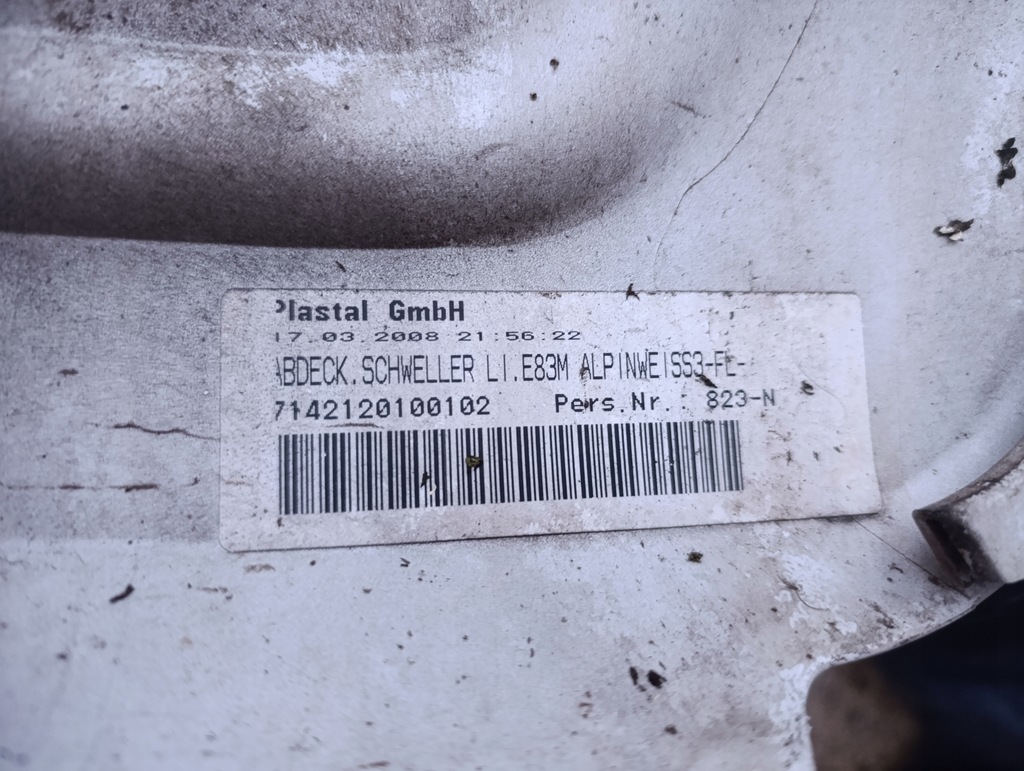 Plastal GmbH
17.03.2008 21:56:22
ABDECK.SCHWELLER LI.E83M ALPINWEISS3-FL-
7142120100102 Pers.Nr.: 823-N